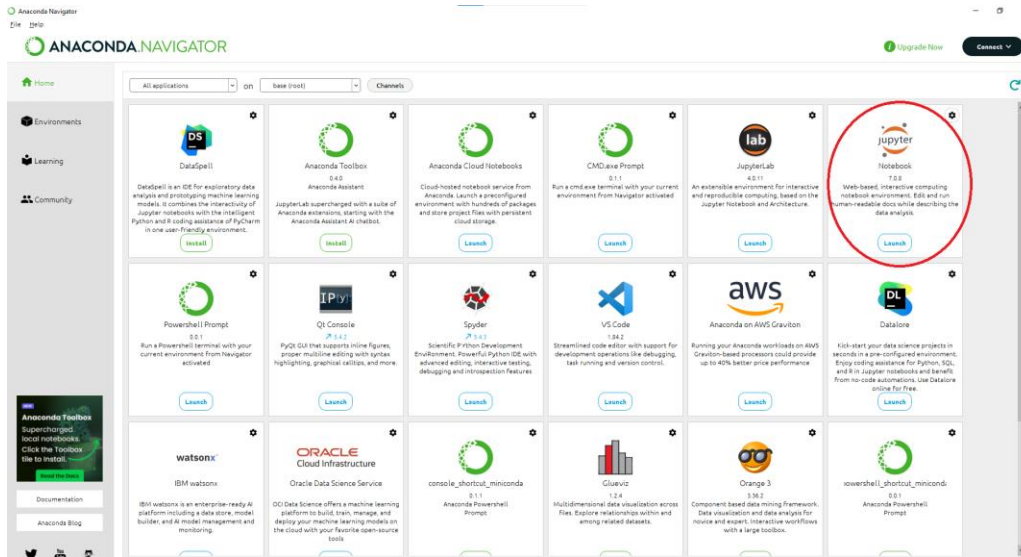 Anaconda Navigator
File Help
ANACONDA.NAVIGATOR
Upgrade Now
Connect
Home
Environments
Learning
Community
All applications
on
base (root)
Channels
DS
DataSpell
DataSpell is an IDE for exploratory data
analysis and prototyping machine learning
models. It combines the interactivity of
Jupyter notebooks with the intelligent
Python and R coding assistance of PyCharm
in one user-friendly environment.
Install
Anaconda Toolbox
0.4.0
Anaconda Assistant
JupyterLab supercharged with a suite of
Anaconda extensions, starting with the
Anaconda Assistant AI chatbot.
Install
Anaconda Cloud Notebooks
Cloud-hosted notebook service from
Anaconda. Launch a preconfigured
environment with hundreds of packages
and store project files with persistent
cloud storage.
Launch
CMD.exe Prompt
0.1.1
Run a cmd.exe terminal with your current
environment from Navigator activated
Launch
lab
JupyterLab
4.0.11
An extensible environment for interactive
and reproducible computing, based on the
Jupyter Notebook and Architecture.
Launch
jupyter
Notebook
7.0.8
Web-based, interactive computing
notebook environment. Edit and run
human-readable docs while describing the
data analysis.
Launch
Powershell Prompt
0.0.1
Run a Powershell terminal with your
current environment from Navigator
activated
Launch
IP[y]:
Qt Console
5.4.2
PyQt GUI that supports inline figures,
proper multiline editing with syntax
highlighting, graphical calltips, and more.
Launch
Spyder
Scientific PYthon Development
EnviRonment. Powerful Python IDE with
advanced editing, interactive testing,
debugging and introspection features
Launch
VS Code
1.84.2
Streamlined code editor with support for
development operations like debugging,
task running and version control.
Launch
aws
Anaconda on AWS Graviton
Running your Anaconda workloads on AWS
Graviton-based processors could provide
up to 40% better price performance
Launch
DL
Datalore
Kick-start your data science projects in
seconds in a pre-configured environment.
Enjoy coding assistance for Python, SQL,
and R in Jupyter notebooks and benefit
from no-code automations. Use Datalore
online for free.
Launch
watsonx
IBM watsonx
IBM watsonx is an enterprise-ready AI
platform including a data store, model
builder, and AI model management and
monitoring.
ORACLE
Cloud Infrastructure
Oracle Data Science Service
OCI Data Science offers a machine learning
platform to build, train, manage, and
deploy your machine learning models on
the cloud with your favorite open-source
tools
console_shortcut_miniconda
0.1.1
Anaconda Powershell
Prompt
Glueviz
1.2.4
Multidimensional data visualization across
files. Explore relationships within and
among related datasets.
Orange 3
3.36.2
Component based data mining framework.
Data visualization and data analysis for
novice and expert. Interactive workflows
with a large toolbox.
owershell_shortcut_miniconda
0.0.1
Anaconda Powershell
Prompt
Anaconda Toolbox
Supercharged
local notebooks.
Click the Toolbox
tile to install.
Read the Docs
Documentation
Anaconda Blog